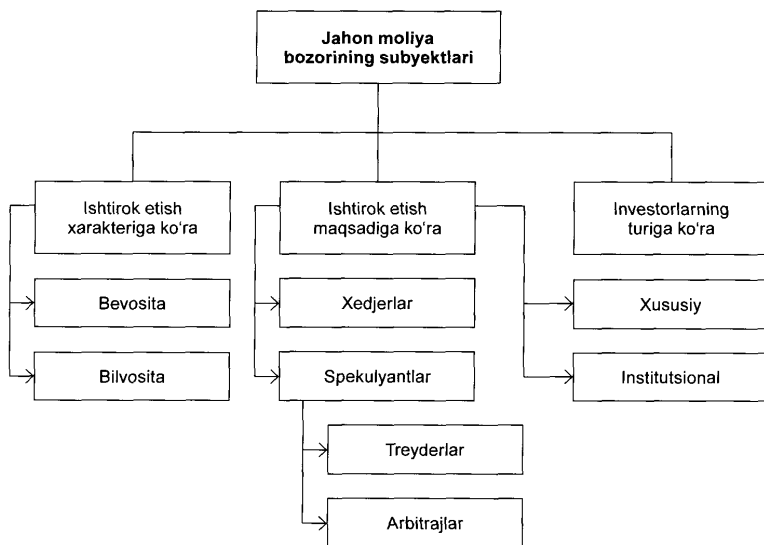 Jahon moliya
bozorining subyektlari
Ishtirok etish
xarakteriga ko‘ra
Bevosita
Bilvosita
Ishtirok etish
maqsadiga ko‘ra
Xedjerlar
Spekulyantlar
Treyderlar
Arbitrajlar
Investorlarning
turiga ko‘ra
Xususiy
Institutsional